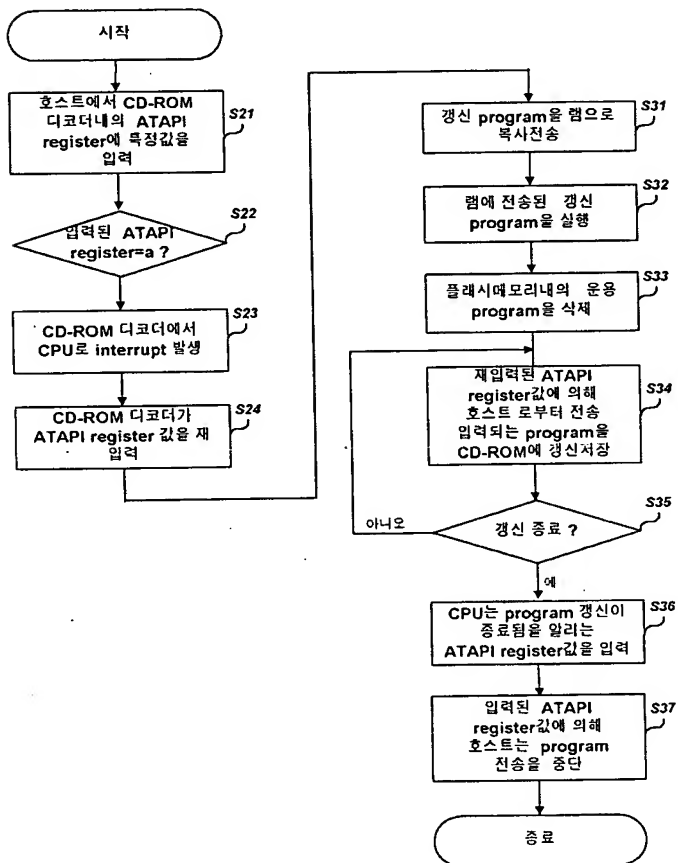 시작
호스트에서 CD-ROM
디코더내의 ATAPI
register에 특정값을
입력
S21
입력된 ATAPI
register=a ?
S22
CD-ROM 디코더에서
CPU로 interrupt 발생
S23
CD-ROM 디코더가
ATAPI register 값을 재
입력
S24
갱신 program을 램으로
복사전송
S31
램에 전송된 갱신
program을 실행
S32
플래시메모리내의 운용
program을 삭제
S33
재입력된 ATAPI
register값에 의해
호스트 로부터 전송
입력되는 program을
CD-ROM에 갱신저장
S34
갱신 종료 ?
S35
아니오
예
CPU는 program 갱신이
종료됨을 알리는
ATAPI register값을 입력
S36
입력된 ATAPI
register값에 의해
호스트는 program
전송을 중단
S37
종료